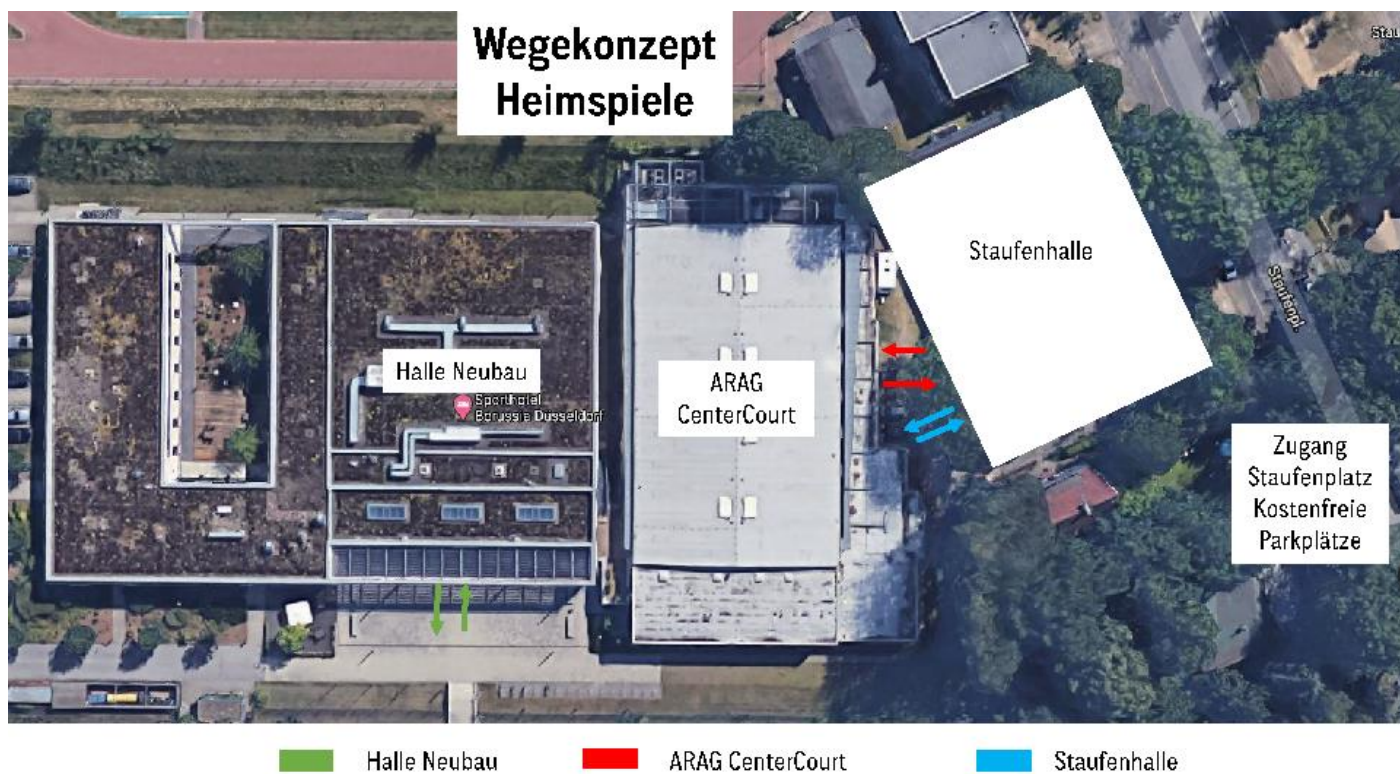 Wegekonzept
Heimspiele
Staufenhalle
Staufenpl.
Halle Neubau
Sporthotel
Borussia Düsseldorf
ARAG
CenterCourt
Zugang
Staufenplatz
Kostenfreie
Parkplätze
Halle Neubau
ARAG CenterCourt
Staufenhalle